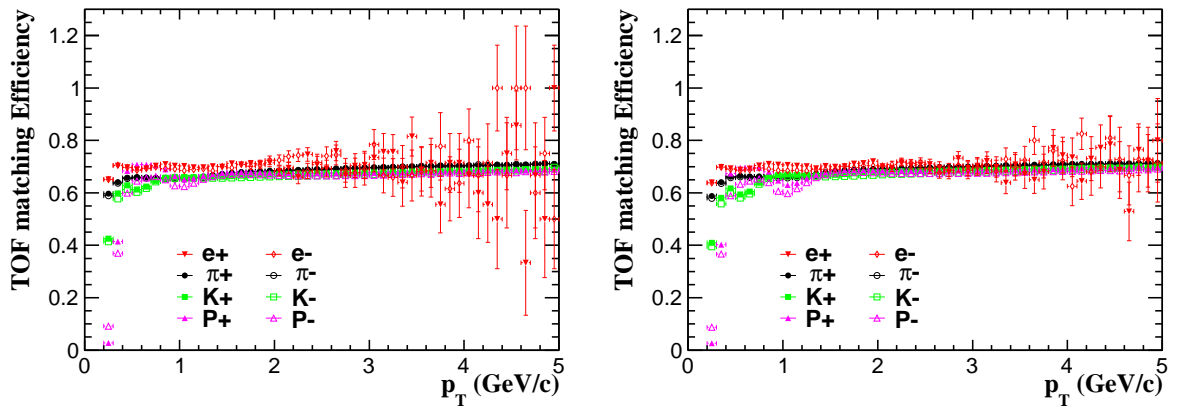 TOF matching Efficiency
1.2
1
0.8
0.6
0.4
0.2
0
e+ e-
π+ π-
K+ K-
P+ P-
0 1 2 3 4 5
p_T (GeV/c)
TOF matching Efficiency
1.2
1
0.8
0.6
0.4
0.2
0
e+ e-
π+ π-
K+ K-
P+ P-
0 1 2 3 4 5
p_T (GeV/c)